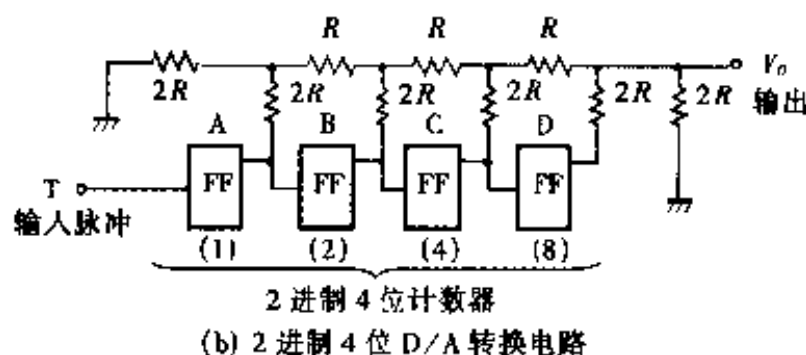 R R R
2R 2R 2R 2R 2R 2R V₀
输出
A B C D
T FF FF FF FF
输入脉冲
(1) (2) (4) (8)
2 进制 4 位计数器
(b) 2 进制 4 位 D/A 转换电路